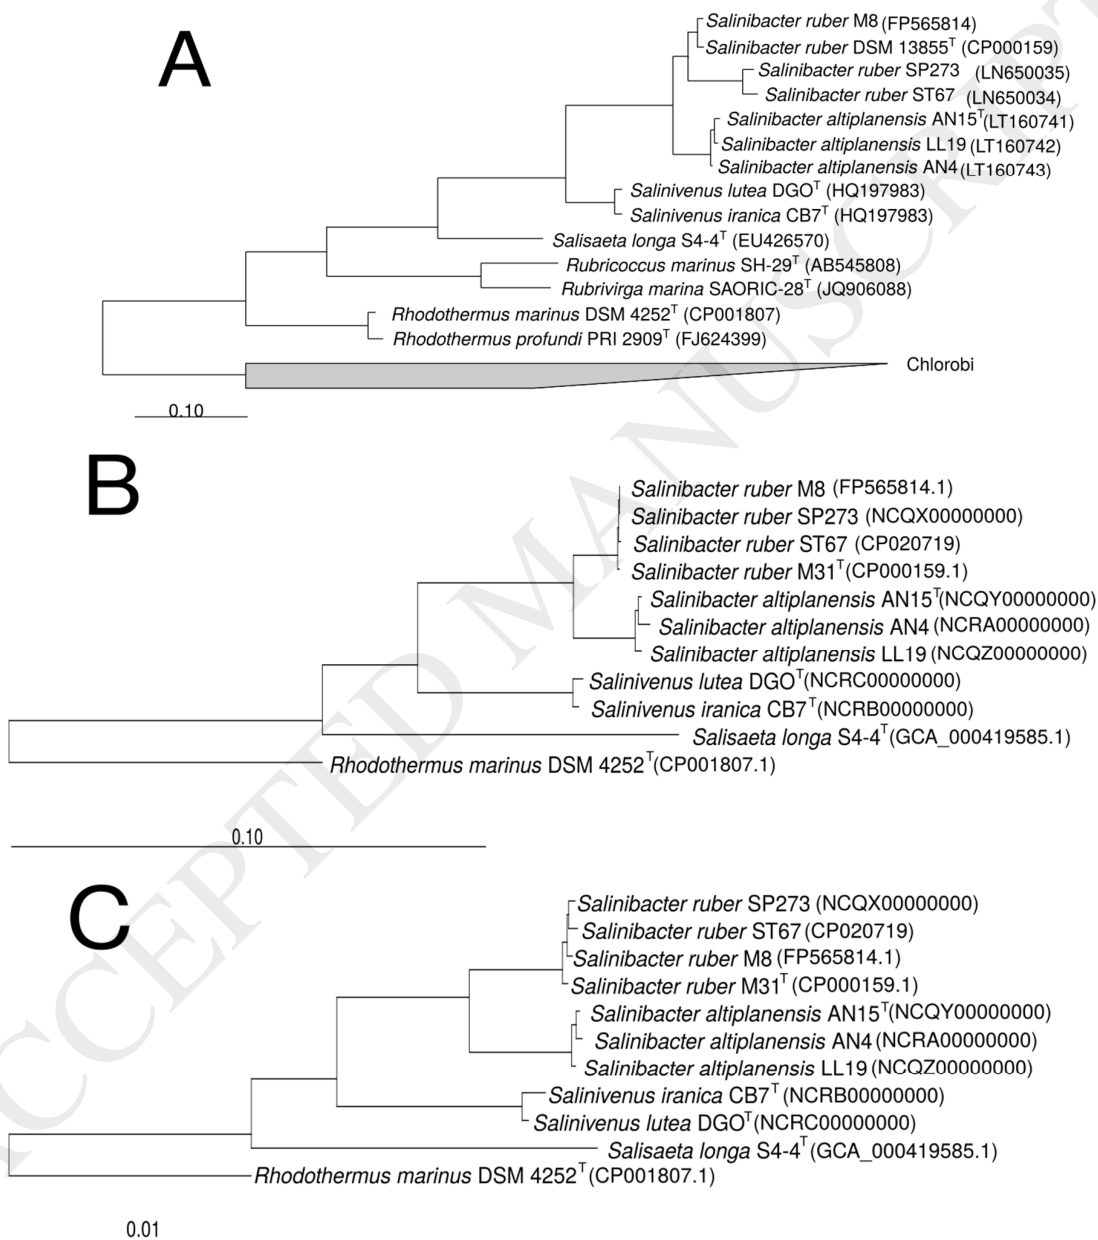 A
Salinibacter ruber M8 (FP565814)
Salinibacter ruber DSM 13855T (CP000159)
Salinibacter ruber SP273 (LN650035)
Salinibacter ruber ST67 (LN650034)
Salinibacter altiplanensis AN15T (LT160741)
Salinibacter altiplanensis LL19 (LT160742)
Salinibacter altiplanensis AN4 (LT160743)
Salinivenus lutea DGOT (HQ197983)
Salinivenus iranica CB7T (HQ197983)
Salisaeta longa S4-4T (EU426570)
Rubricoccus marinus SH-29T (AB545808)
Rubrivirga marina SAORIC-28T (JQ906088)
Rhodothermus marinus DSM 4252T (CP001807)
Rhodothermus profundi PRI 2909T (FJ624399)
Chlorobi
0.10
B
Salinibacter ruber M8 (FP565814.1)
Salinibacter ruber SP273 (NCQX00000000)
Salinibacter ruber ST67 (CP020719)
Salinibacter ruber M31T (CP000159.1)
Salinibacter altiplanensis AN15T (NCQY00000000)
Salinibacter altiplanensis AN4 (NCRA00000000)
Salinibacter altiplanensis LL19 (NCQZ00000000)
Salinivenus lutea DGOT (NCRC00000000)
Salinivenus iranica CB7T (NCRB00000000)
Salisaeta longa S4-4T (GCA_000419585.1)
Rhodothermus marinus DSM 4252T (CP001807.1)
0.10
C
Salinibacter ruber SP273 (NCQX00000000)
Salinibacter ruber ST67 (CP020719)
Salinibacter ruber M8 (FP565814.1)
Salinibacter ruber M31T (CP000159.1)
Salinibacter altiplanensis AN15T (NCQY00000000)
Salinibacter altiplanensis AN4 (NCRA00000000)
Salinibacter altiplanensis LL19 (NCQZ00000000)
Salinivenus iranica CB7T (NCRB00000000)
Salinivenus lutea DGOT (NCRC00000000)
Salisaeta longa S4-4T (GCA_000419585.1)
Rhodothermus marinus DSM 4252T (CP001807.1)
0.01
ACCEPTED MANUSCRIPT